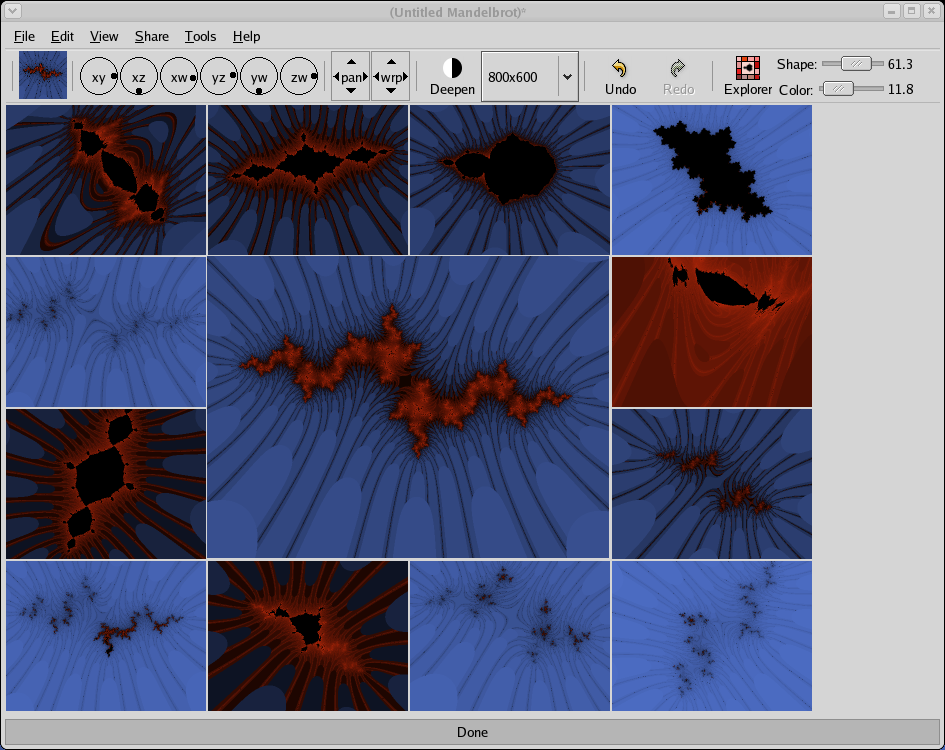 (Untitled Mandelbrot)*
File Edit View Share Tools Help
xy xz xw yz yw zw pan wrp Deepen 800x600 Undo Redo Explorer Shape: 61.3
Color: 11.8
Done